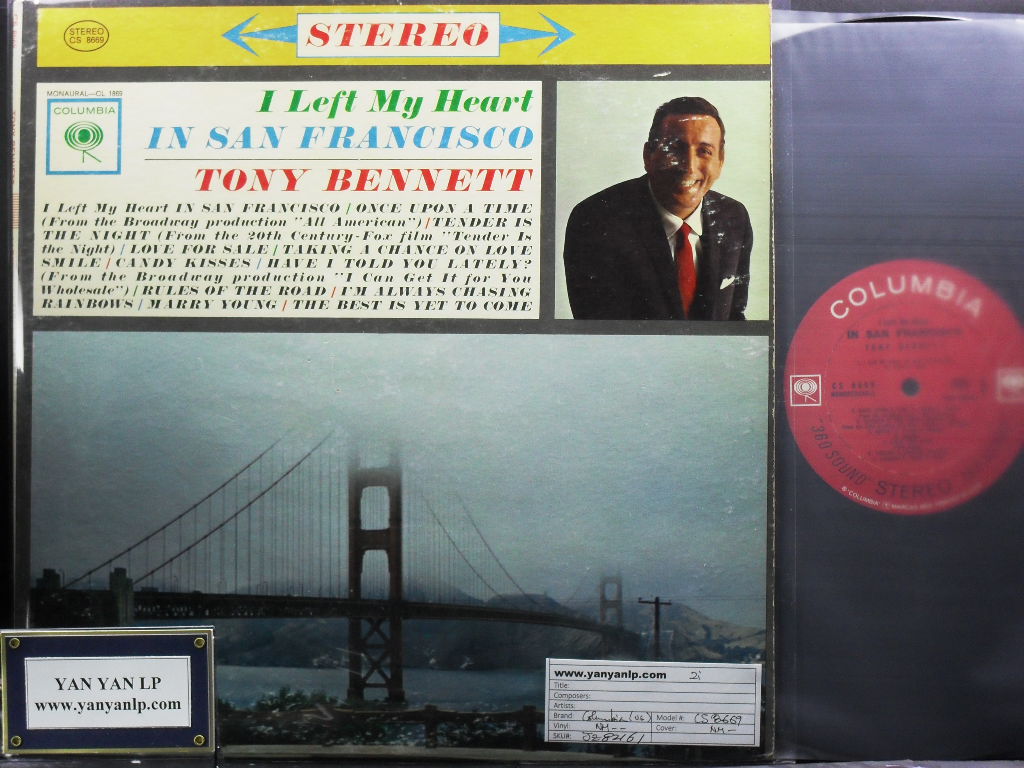 STEREO
CS 8669
STEREO
MONAURAL—CL 1869
COLUMBIA
I Left My Heart
IN SAN FRANCISCO
TONY BENNETT
I Left My Heart IN SAN FRANCISCO / ONCE UPON A TIME
(From the Broadway production "All American") / TENDER IS
THE NIGHT (From the 20th Century-Fox film "Tender Is
the Night) / LOVE FOR SALE / TAKING A CHANCE ON LOVE
SMILE / CANDY KISSES / HAVE I TOLD YOU LATELY?
(From the Broadway production "I Can Get It for You
Wholesale") / RULES OF THE ROAD / I'M ALWAYS CHASING
RAINBOWS / MARRY YOUNG / THE BEST IS YET TO COME
COLUMBIA
IN SAN FRANCISCO
TONY BENNETT
CS 8669
"360 SOUND" STEREO
YAN YAN LP
www.yanyanlp.com
www.yanyanlp.com
Title:
Composers:
Artists:
Brand Columbia (US) Model #: CS 8669
Vinyl: NM-- Cover: NM-
SKU#: J282161